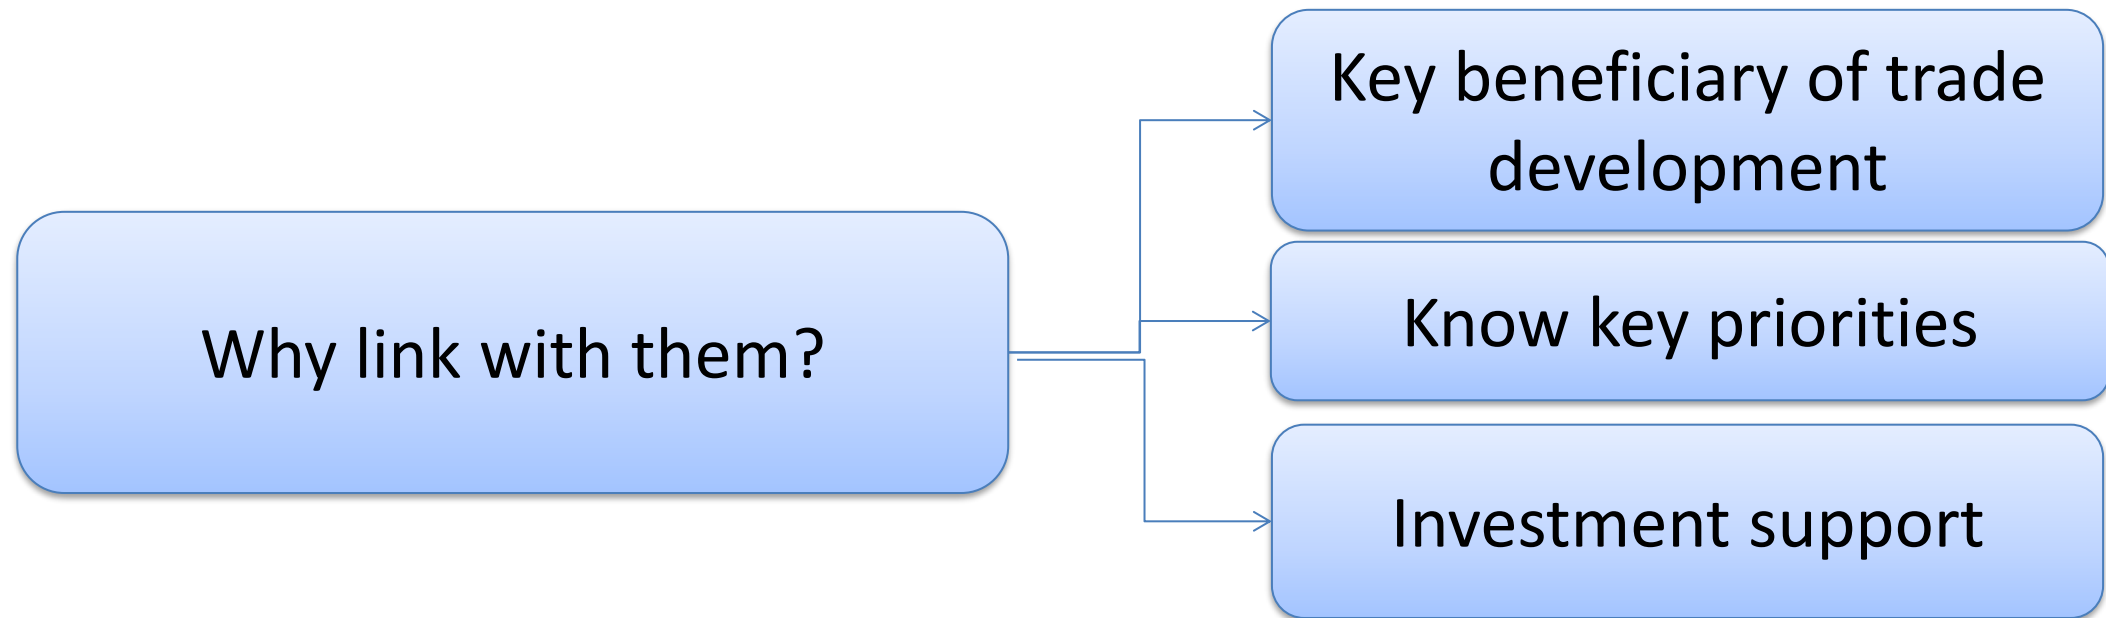 Why link with them?
Key beneficiary of trade
development
Know key priorities
Investment support